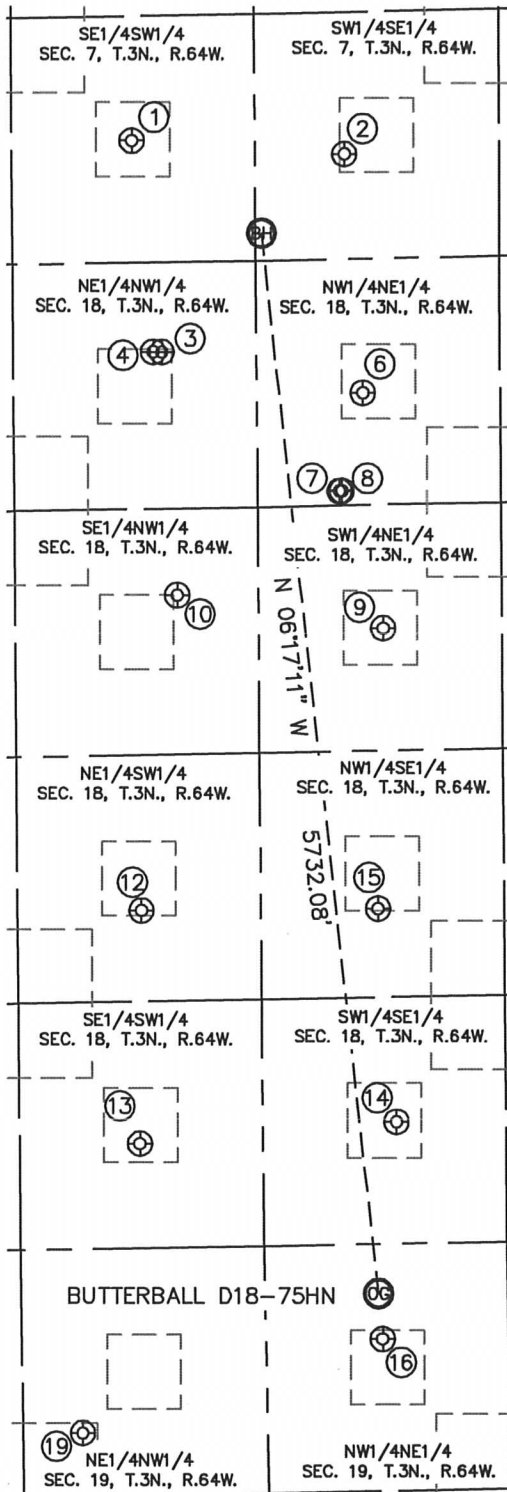 SE1/4SW1/4
SEC. 7, T.3N., R.64W.
SW1/4SE1/4
SEC. 7, T.3N., R.64W.
1
2
BH
NE1/4NW1/4
SEC. 18, T.3N., R.64W.
NW1/4NE1/4
SEC. 18, T.3N., R.64W.
4
3
6
7
8
SE1/4NW1/4
SEC. 18, T.3N., R.64W.
SW1/4NE1/4
SEC. 18, T.3N., R.64W.
10
9
N 06°17'11" W
5732.08'
NE1/4SW1/4
SEC. 18, T.3N., R.64W.
NW1/4SE1/4
SEC. 18, T.3N., R.64W.
12
15
SE1/4SW1/4
SEC. 18, T.3N., R.64W.
SW1/4SE1/4
SEC. 18, T.3N., R.64W.
13
14
BUTTERBALL D18-75HN
OG
16
19
NE1/4NW1/4
SEC. 19, T.3N., R.64W.
NW1/4NE1/4
SEC. 19, T.3N., R.64W.